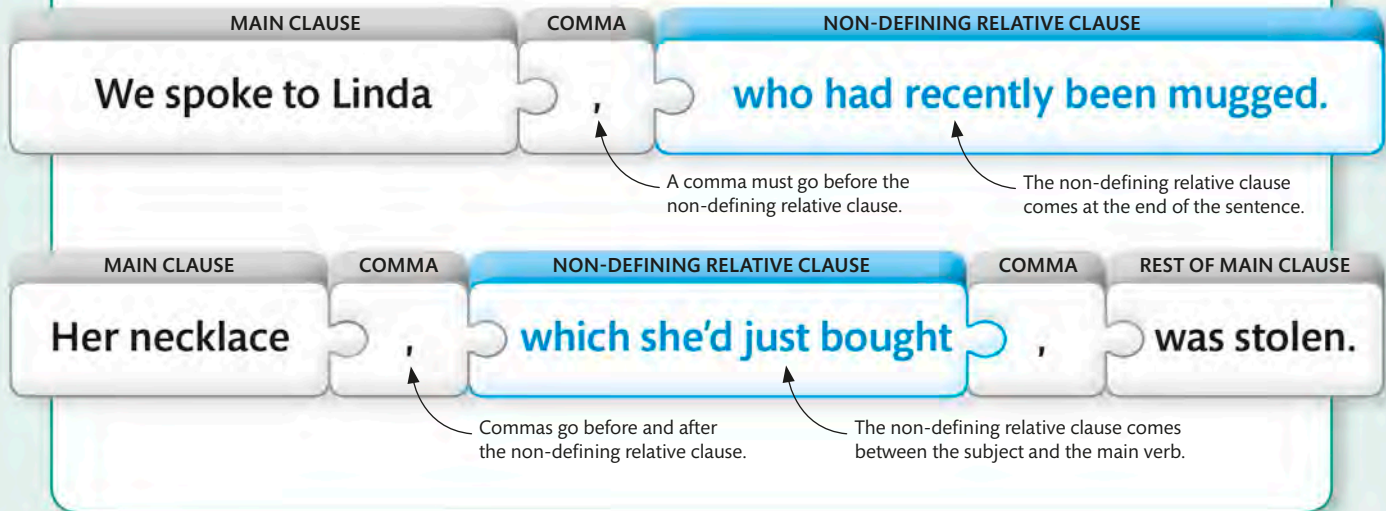 MAIN CLAUSE COMMA NON-DEFINING RELATIVE CLAUSE
We spoke to Linda , who had recently been mugged.
A comma must go before the
non-defining relative clause.
The non-defining relative clause
comes at the end of the sentence.
MAIN CLAUSE COMMA NON-DEFINING RELATIVE CLAUSE COMMA REST OF MAIN CLAUSE
Her necklace , which she'd just bought , was stolen.
Commas go before and after
the non-defining relative clause.
The non-defining relative clause comes
between the subject and the main verb.